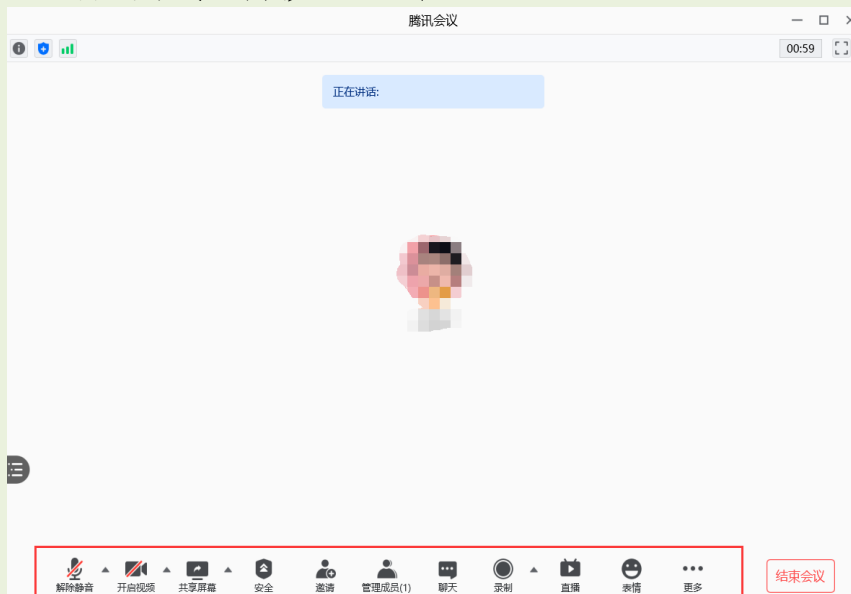 腾讯会议
00:59
正在讲话:
解除静音 开启视频 共享屏幕 安全 邀请 管理成员(1) 聊天 录制 直播 表情 更多 结束会议